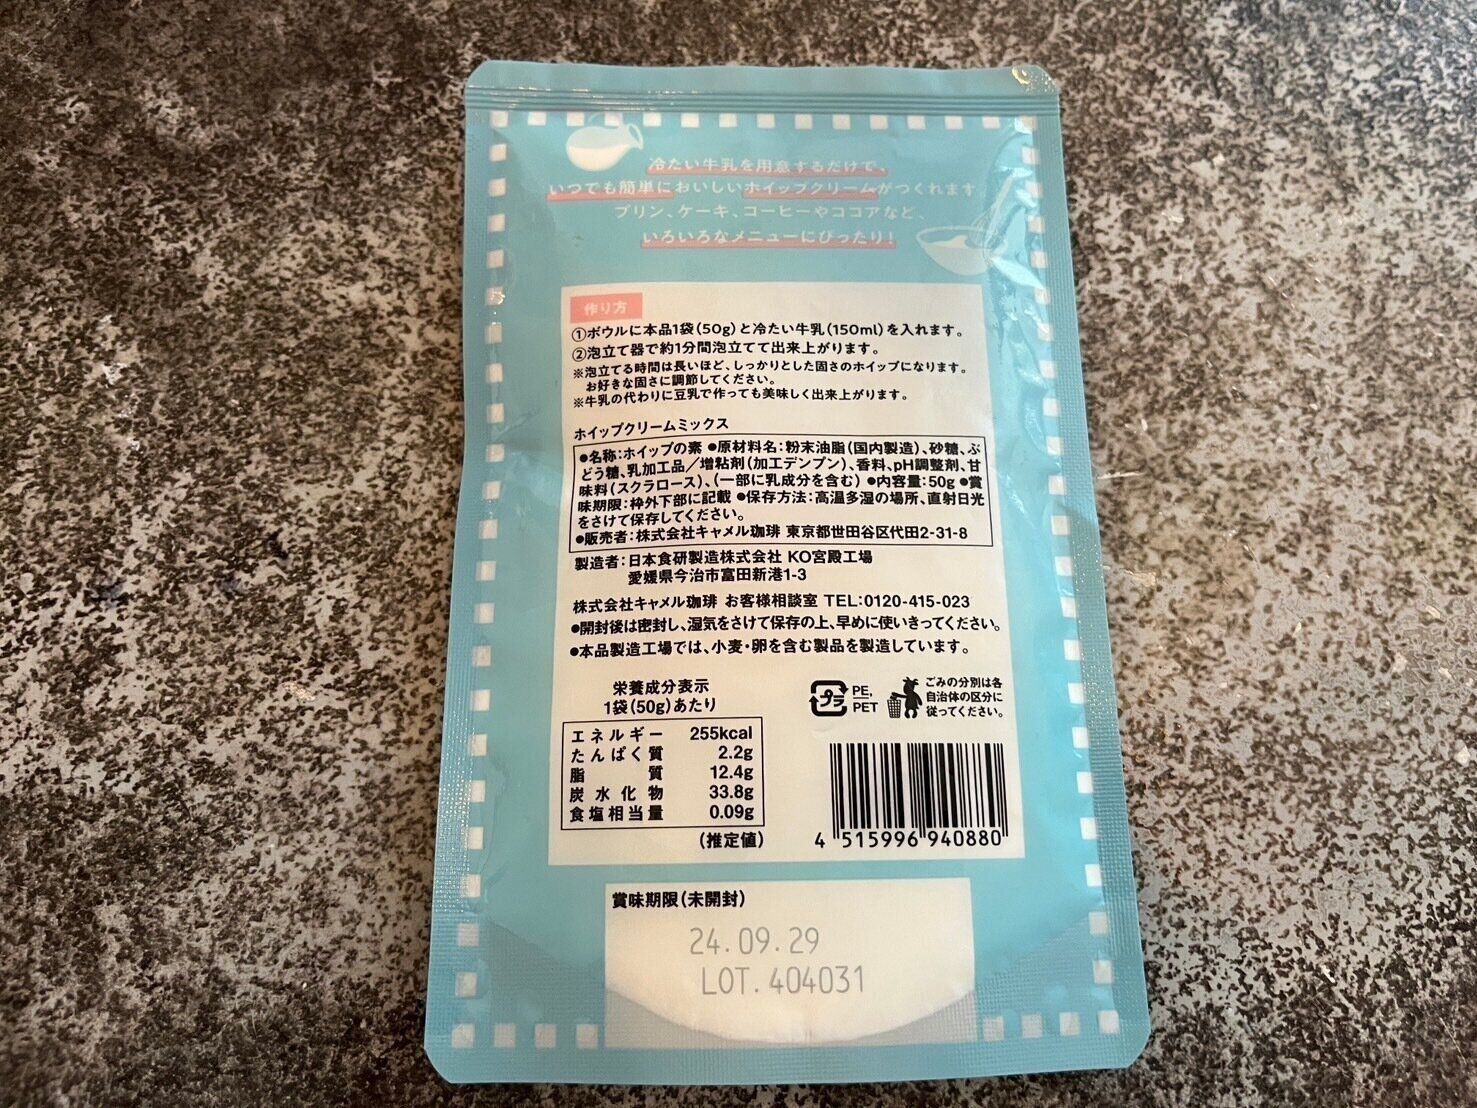 冷たい牛乳を用意するだけで、
いつでも簡単においしいホイップクリームがつくれます
プリン、ケーキ、コーヒーやココアなど、
いろいろなメニューにぴったり!
作り方
①ボウルに本品1袋(50g)と冷たい牛乳(150ml)を入れます。
②泡立て器で約1分間泡立てて出来上がります。
※泡立てる時間は長いほど、しっかりとした固さのホイップになります。
お好きな固さに調節してください。
※牛乳の代わりに豆乳で作っても美味しく出来上がります。
ホイップクリームミックス
●名称:ホイップの素 ●原材料名:粉末油脂(国内製造)、砂糖、ぶ
どう糖、乳加工品/増粘剤(加工デンプン)、香料、pH調整剤、甘
味料(スクラロース)、(一部に乳成分を含む) ●内容量:50g ●賞
味期限:枠外下部に記載 ●保存方法:高温多湿の場所、直射日光
をさけて保存してください。
●販売者:株式会社キャメル珈琲 東京都世田谷区代田2-31-8
製造者:日本食研製造株式会社 KO宮殿工場
愛媛県今治市富田新港1-3
株式会社キャメル珈琲 お客様相談室 TEL:0120-415-023
●開封後は密封し、湿気をさけて保存の上、早めに使いきってください。
●本品製造工場では、小麦・卵を含む製品を製造しています。
栄養成分表示
1袋(50g)あたり
エネルギー 255kcal
たんぱく質 2.2g
脂質 12.4g
炭水化物 33.8g
食塩相当量 0.09g
(推定値)
プラ
PE,
PET
ごみの分別は各
自治体の区分に
従ってください。
4 515996 940880
賞味期限(未開封)
24.09.29
LOT.404031